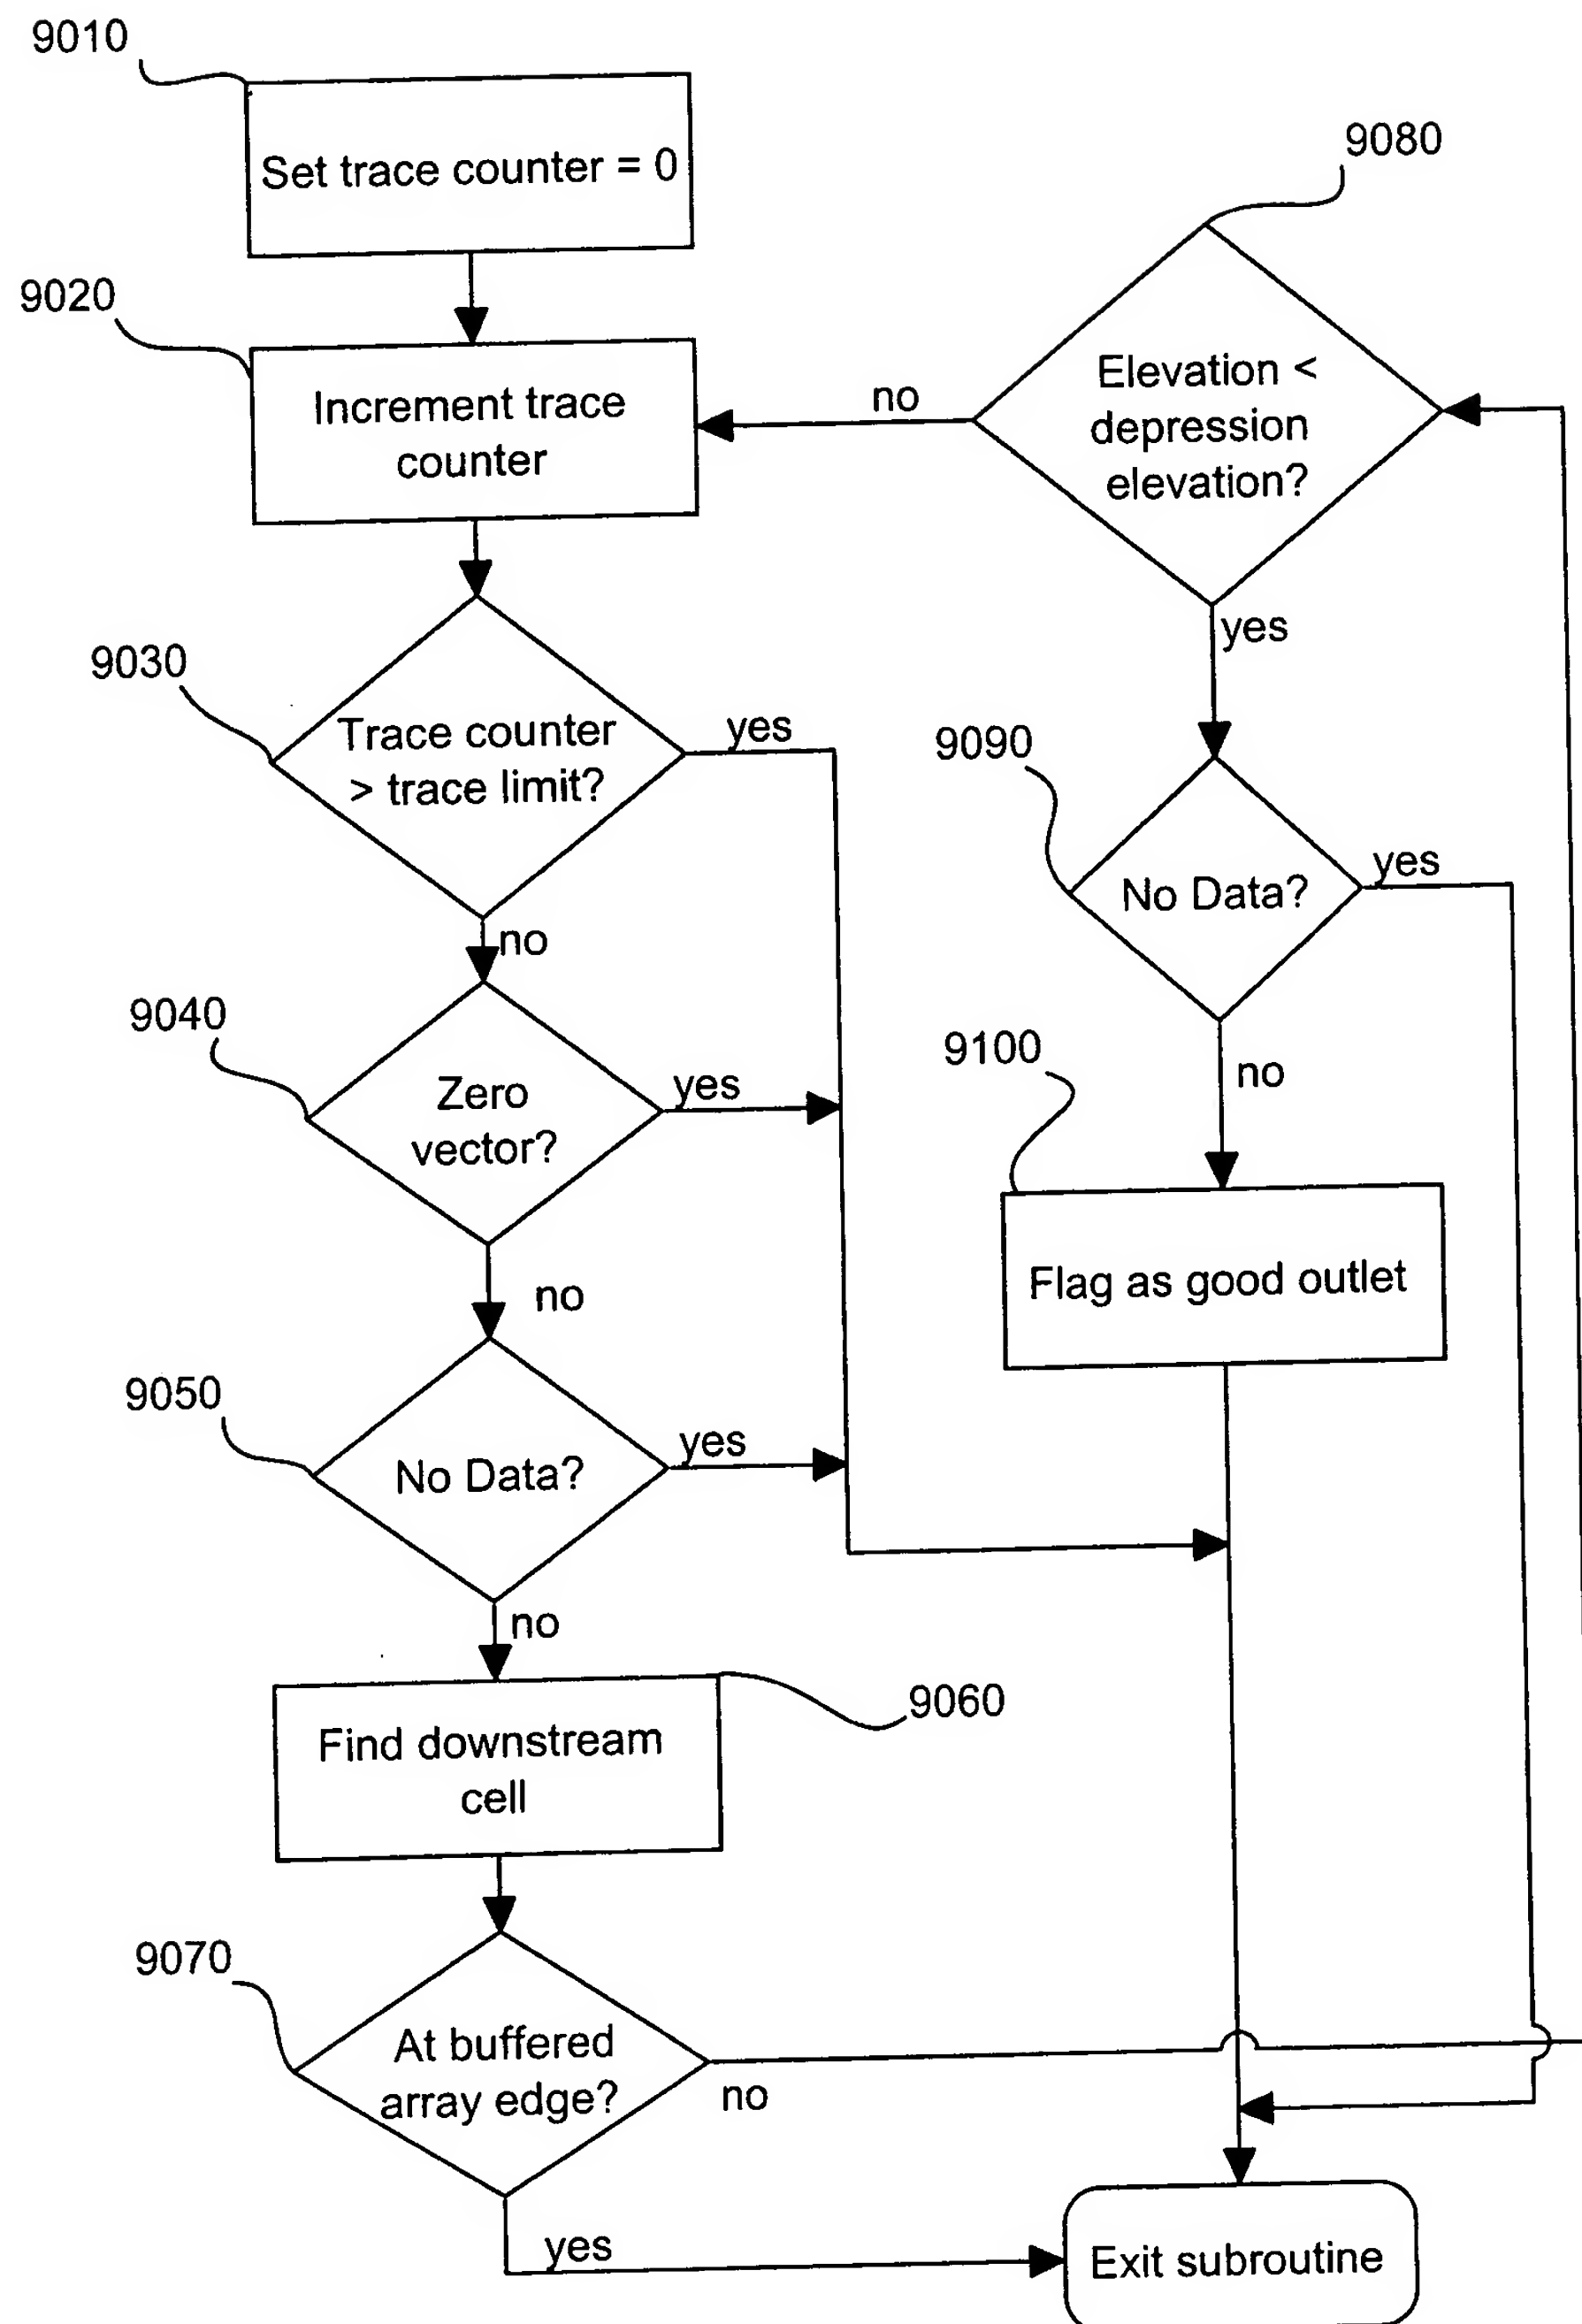 9010
Set trace counter = 0
9020
Increment trace
counter
9030
Trace counter
> trace limit?
yes
no
9040
Zero
vector?
yes
no
9050
No Data?
yes
no
9060
Find downstream
cell
9070
At buffered
array edge?
no
yes
9080
Elevation <
depression
elevation?
no
yes
9090
No Data?
yes
no
9100
Flag as good outlet
Exit subroutine